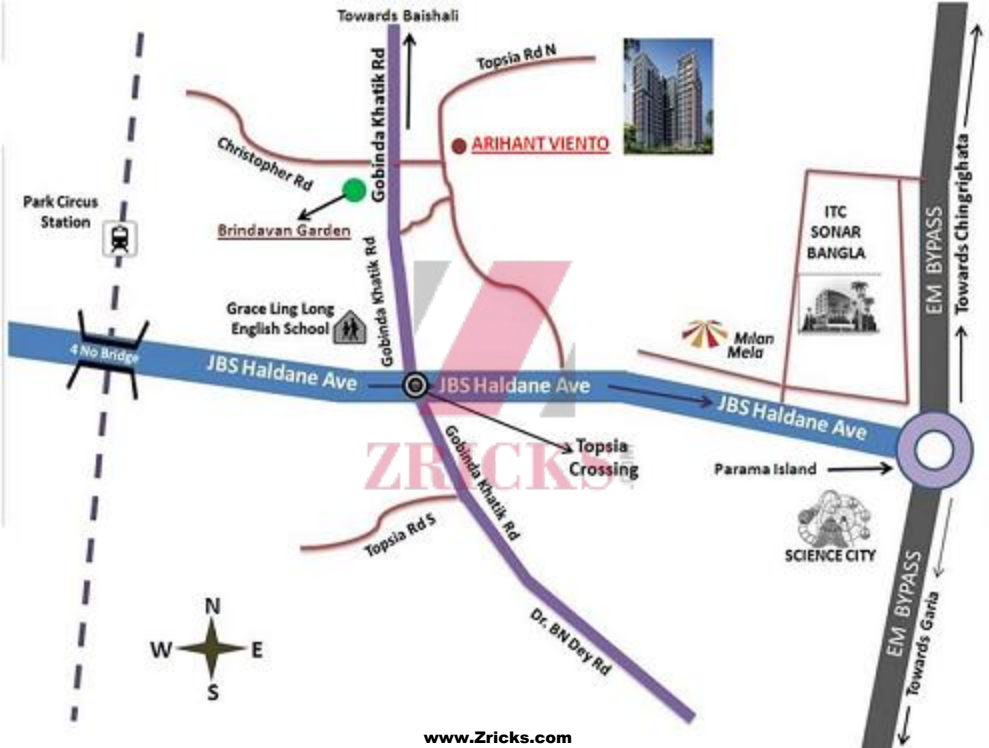 Towards Baishali
Gobinda Khatik Rd
Topsia Rd N
ARIHANT VIENTO
Christopher Rd
Brindavan Garden
Park Circus
Station
Gobinda Khatik Rd
Grace Ling Long
English School
4 No Bridge
JBS Haldane Ave
JBS Haldane Ave
JBS Haldane Ave
ITC
SONAR
BANGLA
EM BYPASS
Towards Chingrighata
Milan
Mela
Topsia
Crossing
ZRICKS
.COM
Gobinda Khatik Rd
Parama Island
Topsia Rd S
SCIENCE CITY
EM BYPASS
Towards Garia
Dr. BN Dey Rd
N
W E
S
www.Zricks.com